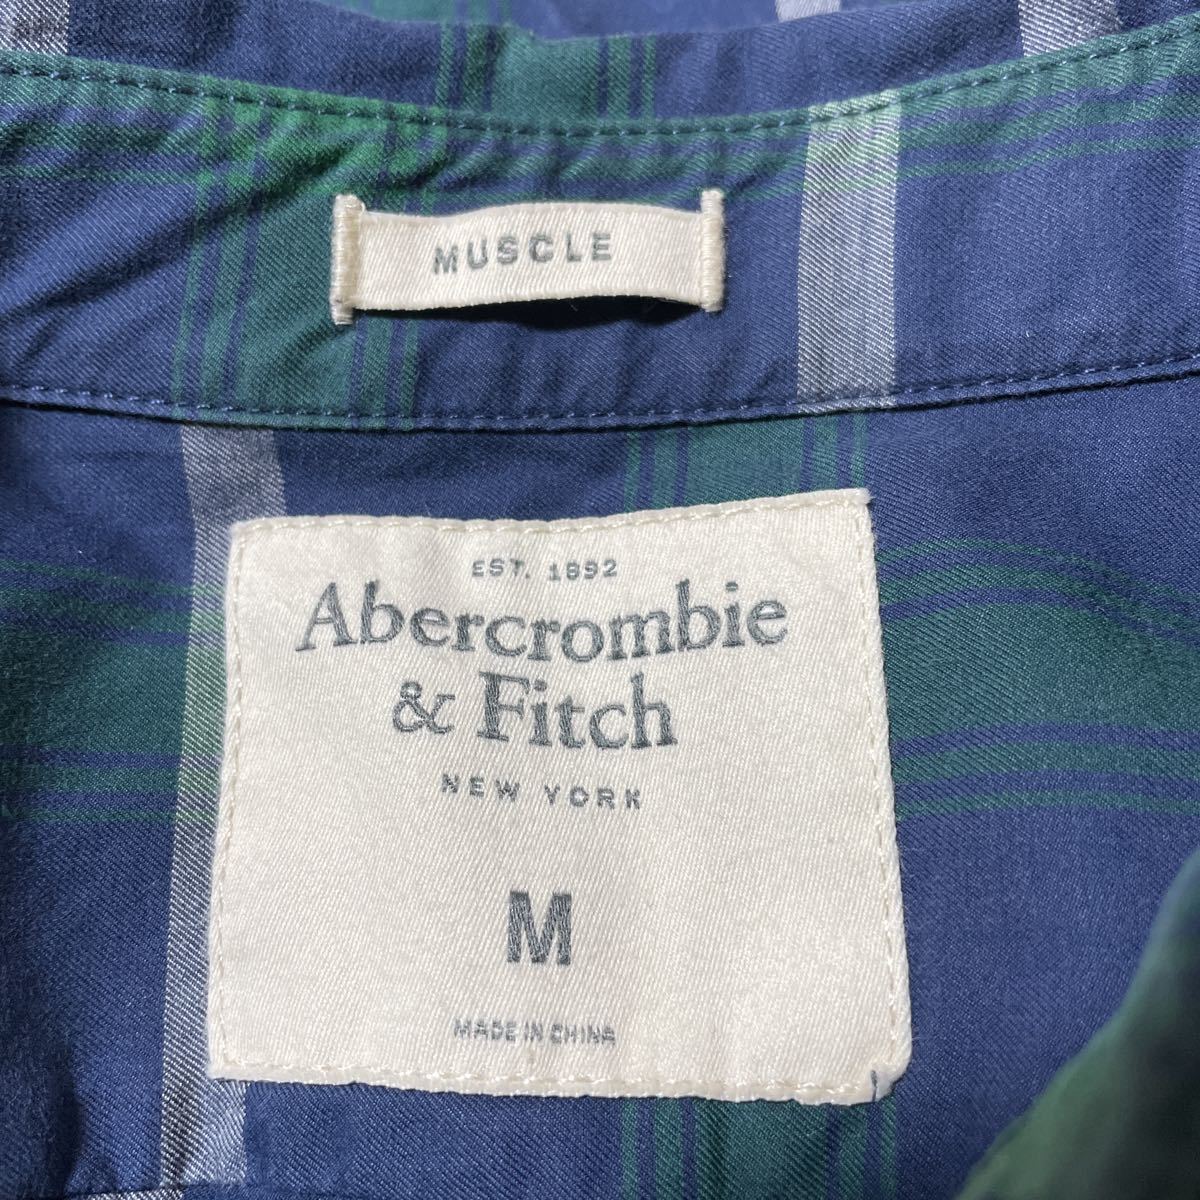 MUSCLE
EST. 1892
Abercrombie
& Fitch
NEW YORK
M
MADE IN CHINA